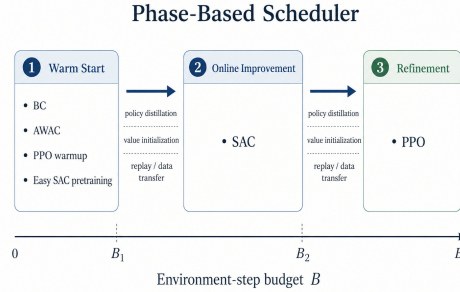 Phase-Based Scheduler
1 Warm Start
• BC
• AWAC
• PPO warmup
• Easy SAC pretraining
policy distillation
value initialization
replay / data
transfer
2 Online Improvement
• SAC
policy distillation
value initialization
replay / data
transfer
3 Refinement
• PPO
0 B₁ B₂
Environment-step budget B